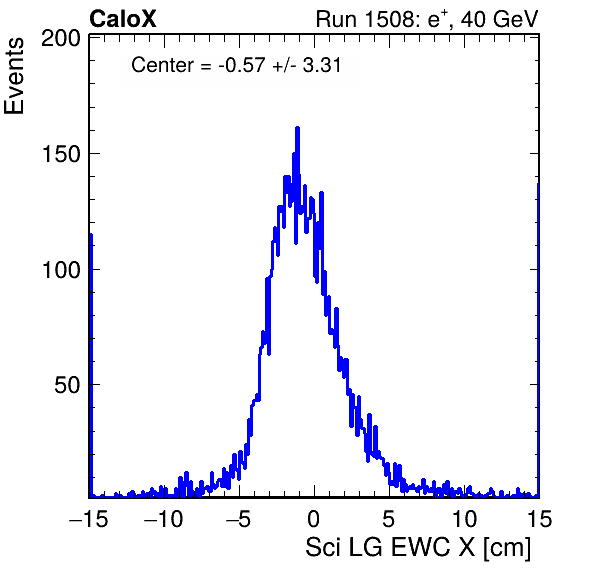 CaloX
Run 1508: e+, 40 GeV
Events
200
Center = -0.57 +/- 3.31
150
100
50
−15 −10 −5 0 5 10 15
Sci LG EWC X [cm]